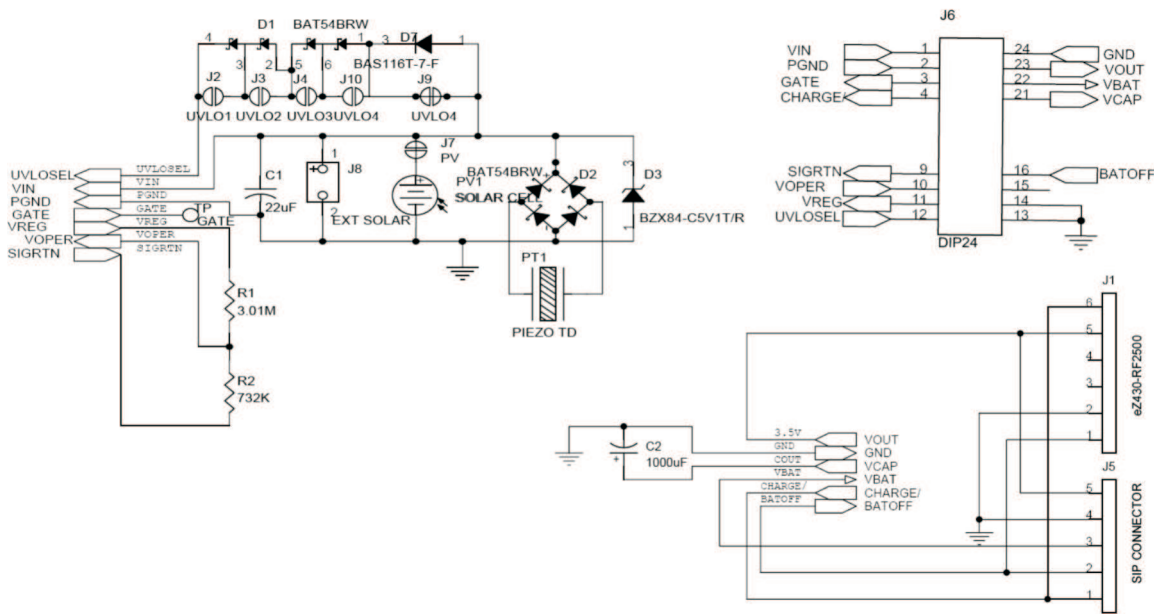 D1 BAT54BRW D7
4 3 2 5 6 1 3 1
BAS116T-7-F
J2 J3 J4 J10 J9
UVLO1 UVLO2 UVLO3 UVLO4 UVLO4
UVLOSEL UVLOSEL
VIN VIN
PGND PGND
GATE GATE TP GATE
VREG VREG
VOPER VOPER
SIGRTN SIGRTN
C1
22uF
1
J8
2
EXT SOLAR
J7
PV
PV1
SOLAR CELL
BAT54BRW D2
+
-
3
D3
BZX84-C5V1T/R
1
PT1
PIEZO TD
R1
3.01M
R2
732K
J6
VIN 1 24 GND
PGND 2 23 VOUT
GATE 3 22 VBAT
CHARGE/ 4 21 VCAP
SIGRTN 9 16 BATOFF
VOPER 10 15
VREG 11 14
UVLOSEL 12 13
DIP24
J1
6
5
4
3
2
1
eZ430-RF2500
C2
+ 1000uF
3.5V VOUT
GND GND
COUT VCAP
VBAT VBAT
CHARGE/ CHARGE/
BATOFF BATOFF
J5
5
4
3
2
1
SIP CONNECTOR